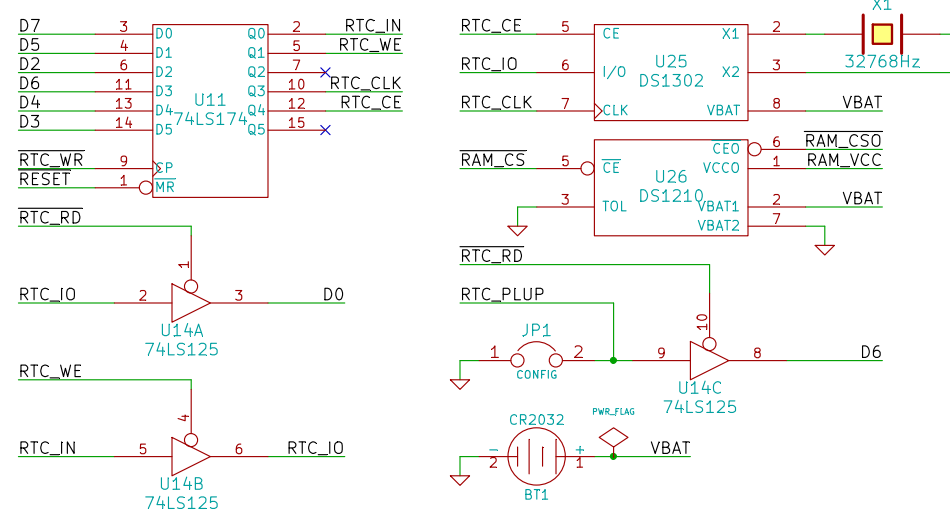 D7 3 D0 Q0 2 RTC_IN
D5 4 D1 Q1 5 RTC_WE
D2 6 D2 Q2 7
D6 11 D3 Q3 10 RTC_CLK
D4 13 D4 Q4 12 RTC_CE
D3 14 D5 Q5 15
U11
74LS174
RTC_WR 9 CP
RESET 1 MR
RTC_RD
1
RTC_IO 2 3 D0
U14A
74LS125
RTC_WE
4
RTC_IN 5 6 RTC_IO
U14B
74LS125
X1
32768Hz
RTC_CE 5 CE X1 2
RTC_IO 6 I/O X2 3
RTC_CLK 7 CLK VBAT 8 VBAT
U25
DS1302
CEO 6 RAM_CSO
RAM_CS 5 CE VCCO 1 RAM_VCC
U26
DS1210
3 TOL VBAT1 2 VBAT
VBAT2 7
RTC_RD
10
RTC_PLUP
JP1
1 2 9 8 D6
CONFIG
U14C
74LS125
PWR_FLAG
CR2032
- + VBAT
2 1
BT1